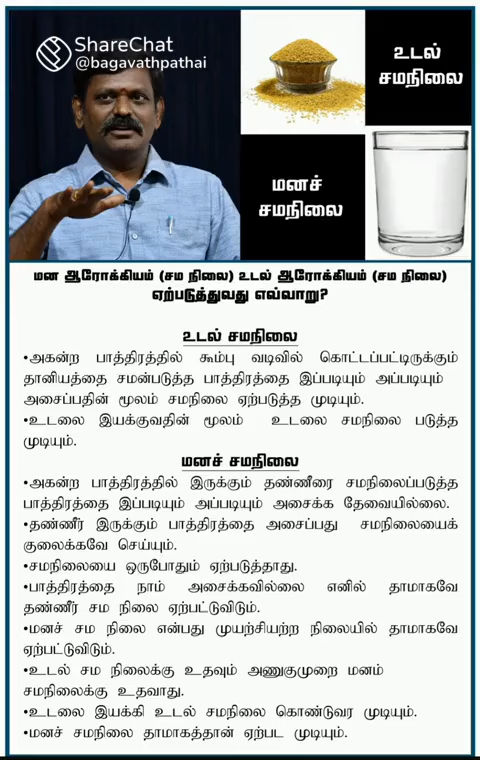 ShareChat
@bagavathpathai
உடல்
சமநிலை
மனச்
சமநிலை
மன ஆரோக்கியம் (சம நிலை) உடல் ஆரோக்கியம் (சம நிலை)
ஏற்படுத்துவது எவ்வாறு?
உடல் சமநிலை
•அகன்ற பாத்திரத்தில் கூம்பு வடிவில் கொட்டப்பட்டிருக்கும்
தானியத்தை சமன்படுத்த பாத்திரத்தை இப்படியும் அப்படியும்
அசைப்பதின் மூலம் சமநிலை ஏற்படுத்த முடியும்.
•உடலை இயக்குவதின் மூலம் உடலை சமநிலை படுத்த
முடியும்.
மனச் சமநிலை
•அகன்ற பாத்திரத்தில் இருக்கும் தண்ணீரை சமநிலைப்படுத்த
பாத்திரத்தை இப்படியும் அப்படியும் அசைக்க தேவையில்லை.
•தண்ணீர் இருக்கும் பாத்திரத்தை அசைப்பது சமநிலையைக்
குலைக்கவே செய்யும்.
•சமநிலையை ஒருபோதும் ஏற்படுத்தாது.
•பாத்திரத்தை நாம் அசைக்கவில்லை எனில் தாமாகவே
தண்ணீர் சம நிலை ஏற்பட்டுவிடும்.
•மனச் சம நிலை என்பது முயற்சியற்ற நிலையில் தாமாகவே
ஏற்பட்டுவிடும்.
•உடல் சம நிலைக்கு உதவும் அணுகுமுறை மனம்
சமநிலைக்கு உதவாது.
•உடலை இயக்கி உடல் சமநிலை கொண்டுவர முடியும்.
•மனச் சமநிலை தாமாகத்தான் ஏற்பட முடியும்.